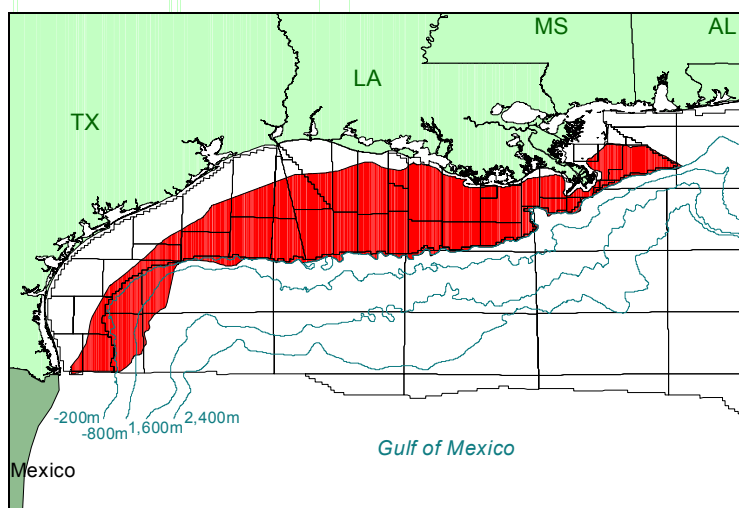 MS
AL
LA
TX
-200m
-800m
1,600m
2,400m
Gulf of Mexico
Mexico